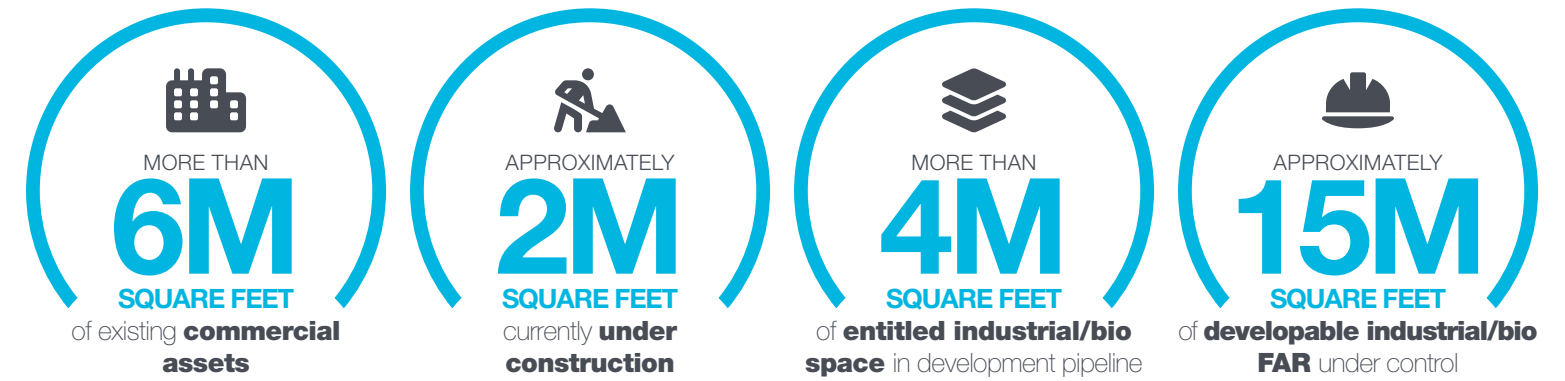 MORE THAN
6M
SQUARE FEET
of existing commercial
assets
APPROXIMATELY
2M
SQUARE FEET
currently under
construction
MORE THAN
4M
SQUARE FEET
of entitled industrial/bio
space in development pipeline
APPROXIMATELY
15M
SQUARE FEET
of developable industrial/bio
FAR under control